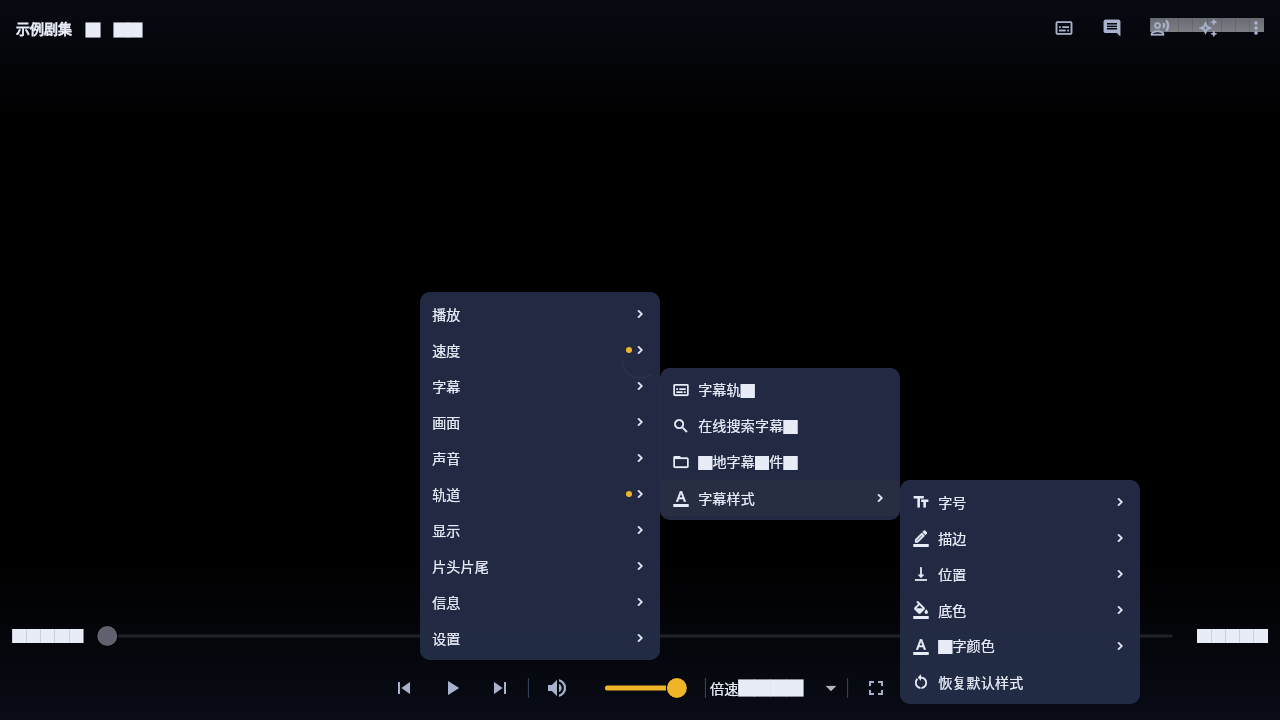 示例剧集
播放
速度
字幕
画面
声音
轨道
显示
片头片尾
信息
设置
字幕轨
在线搜索字幕
地字幕 件
字幕样式
字号
描边
位置
底色
字颜色
恢复默认样式
倍速